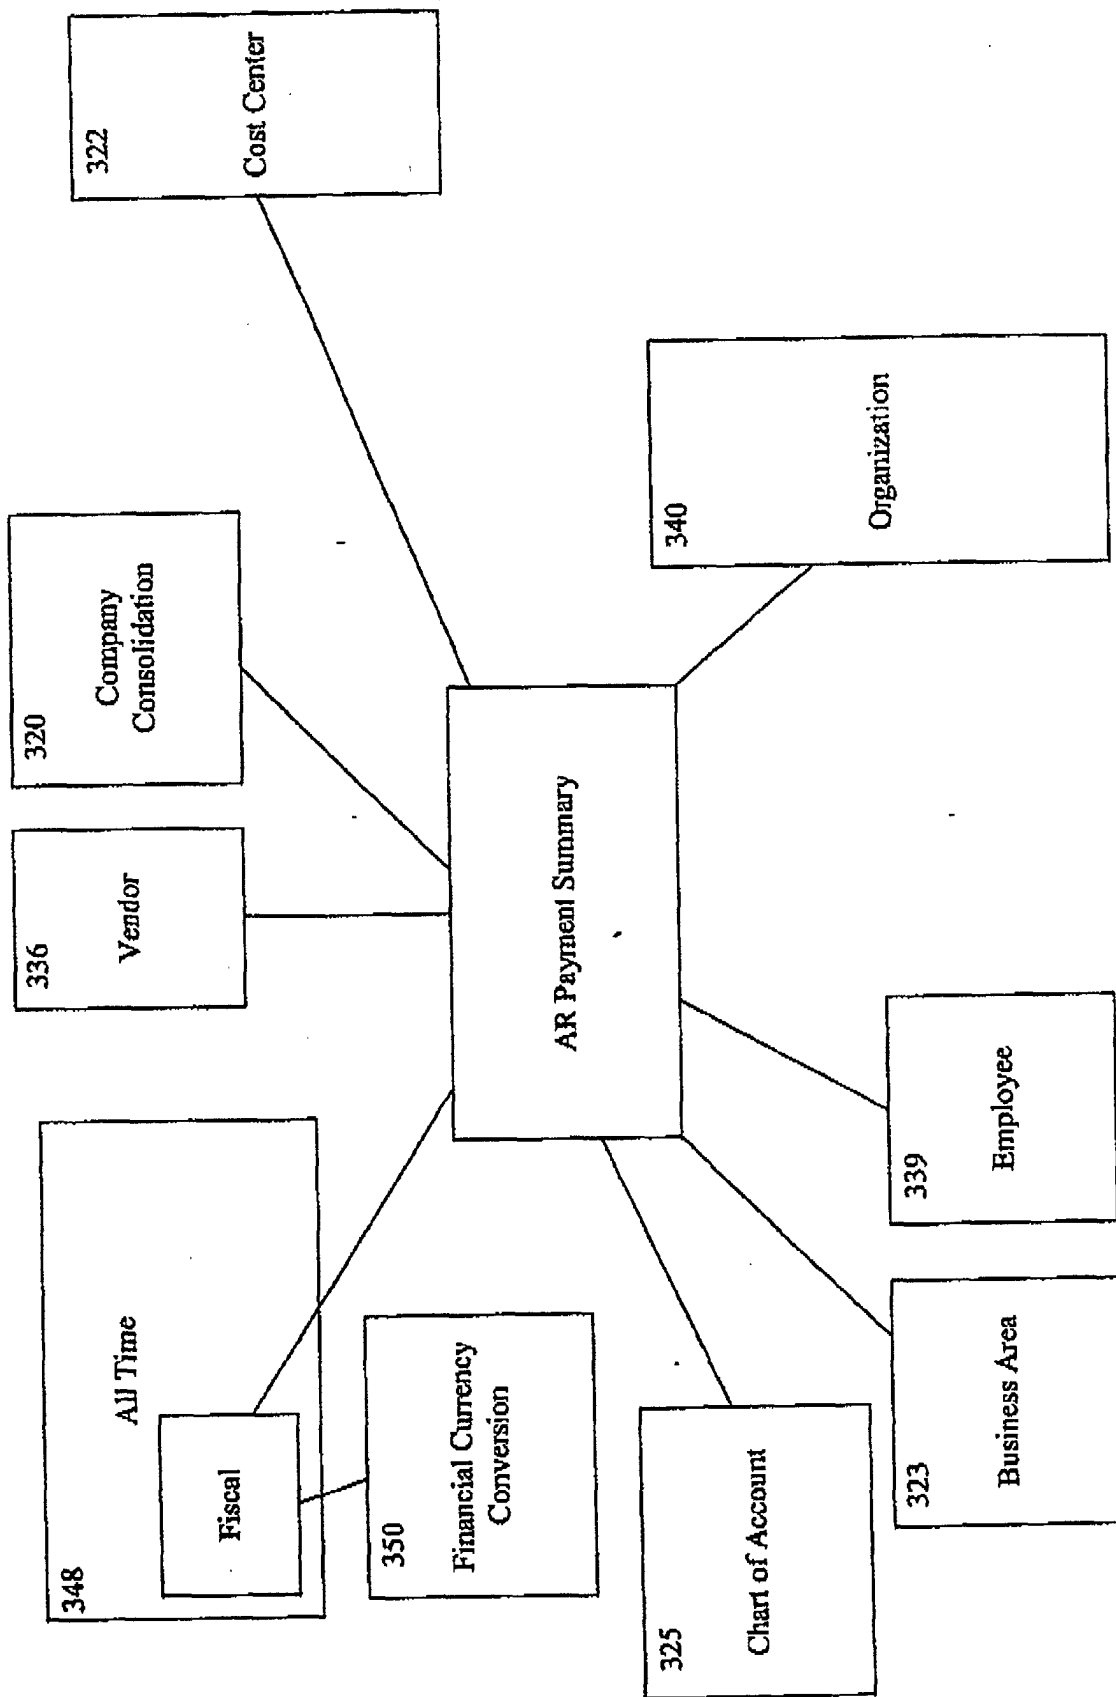 348
All Time
Fiscal
336
Vendor
320
Company
Consolidation
322
Cost Center
350
Financial Currency
Conversion
AR Payment Summary
340
Organization
325
Chart of Account
323
Business Area
339
Employee